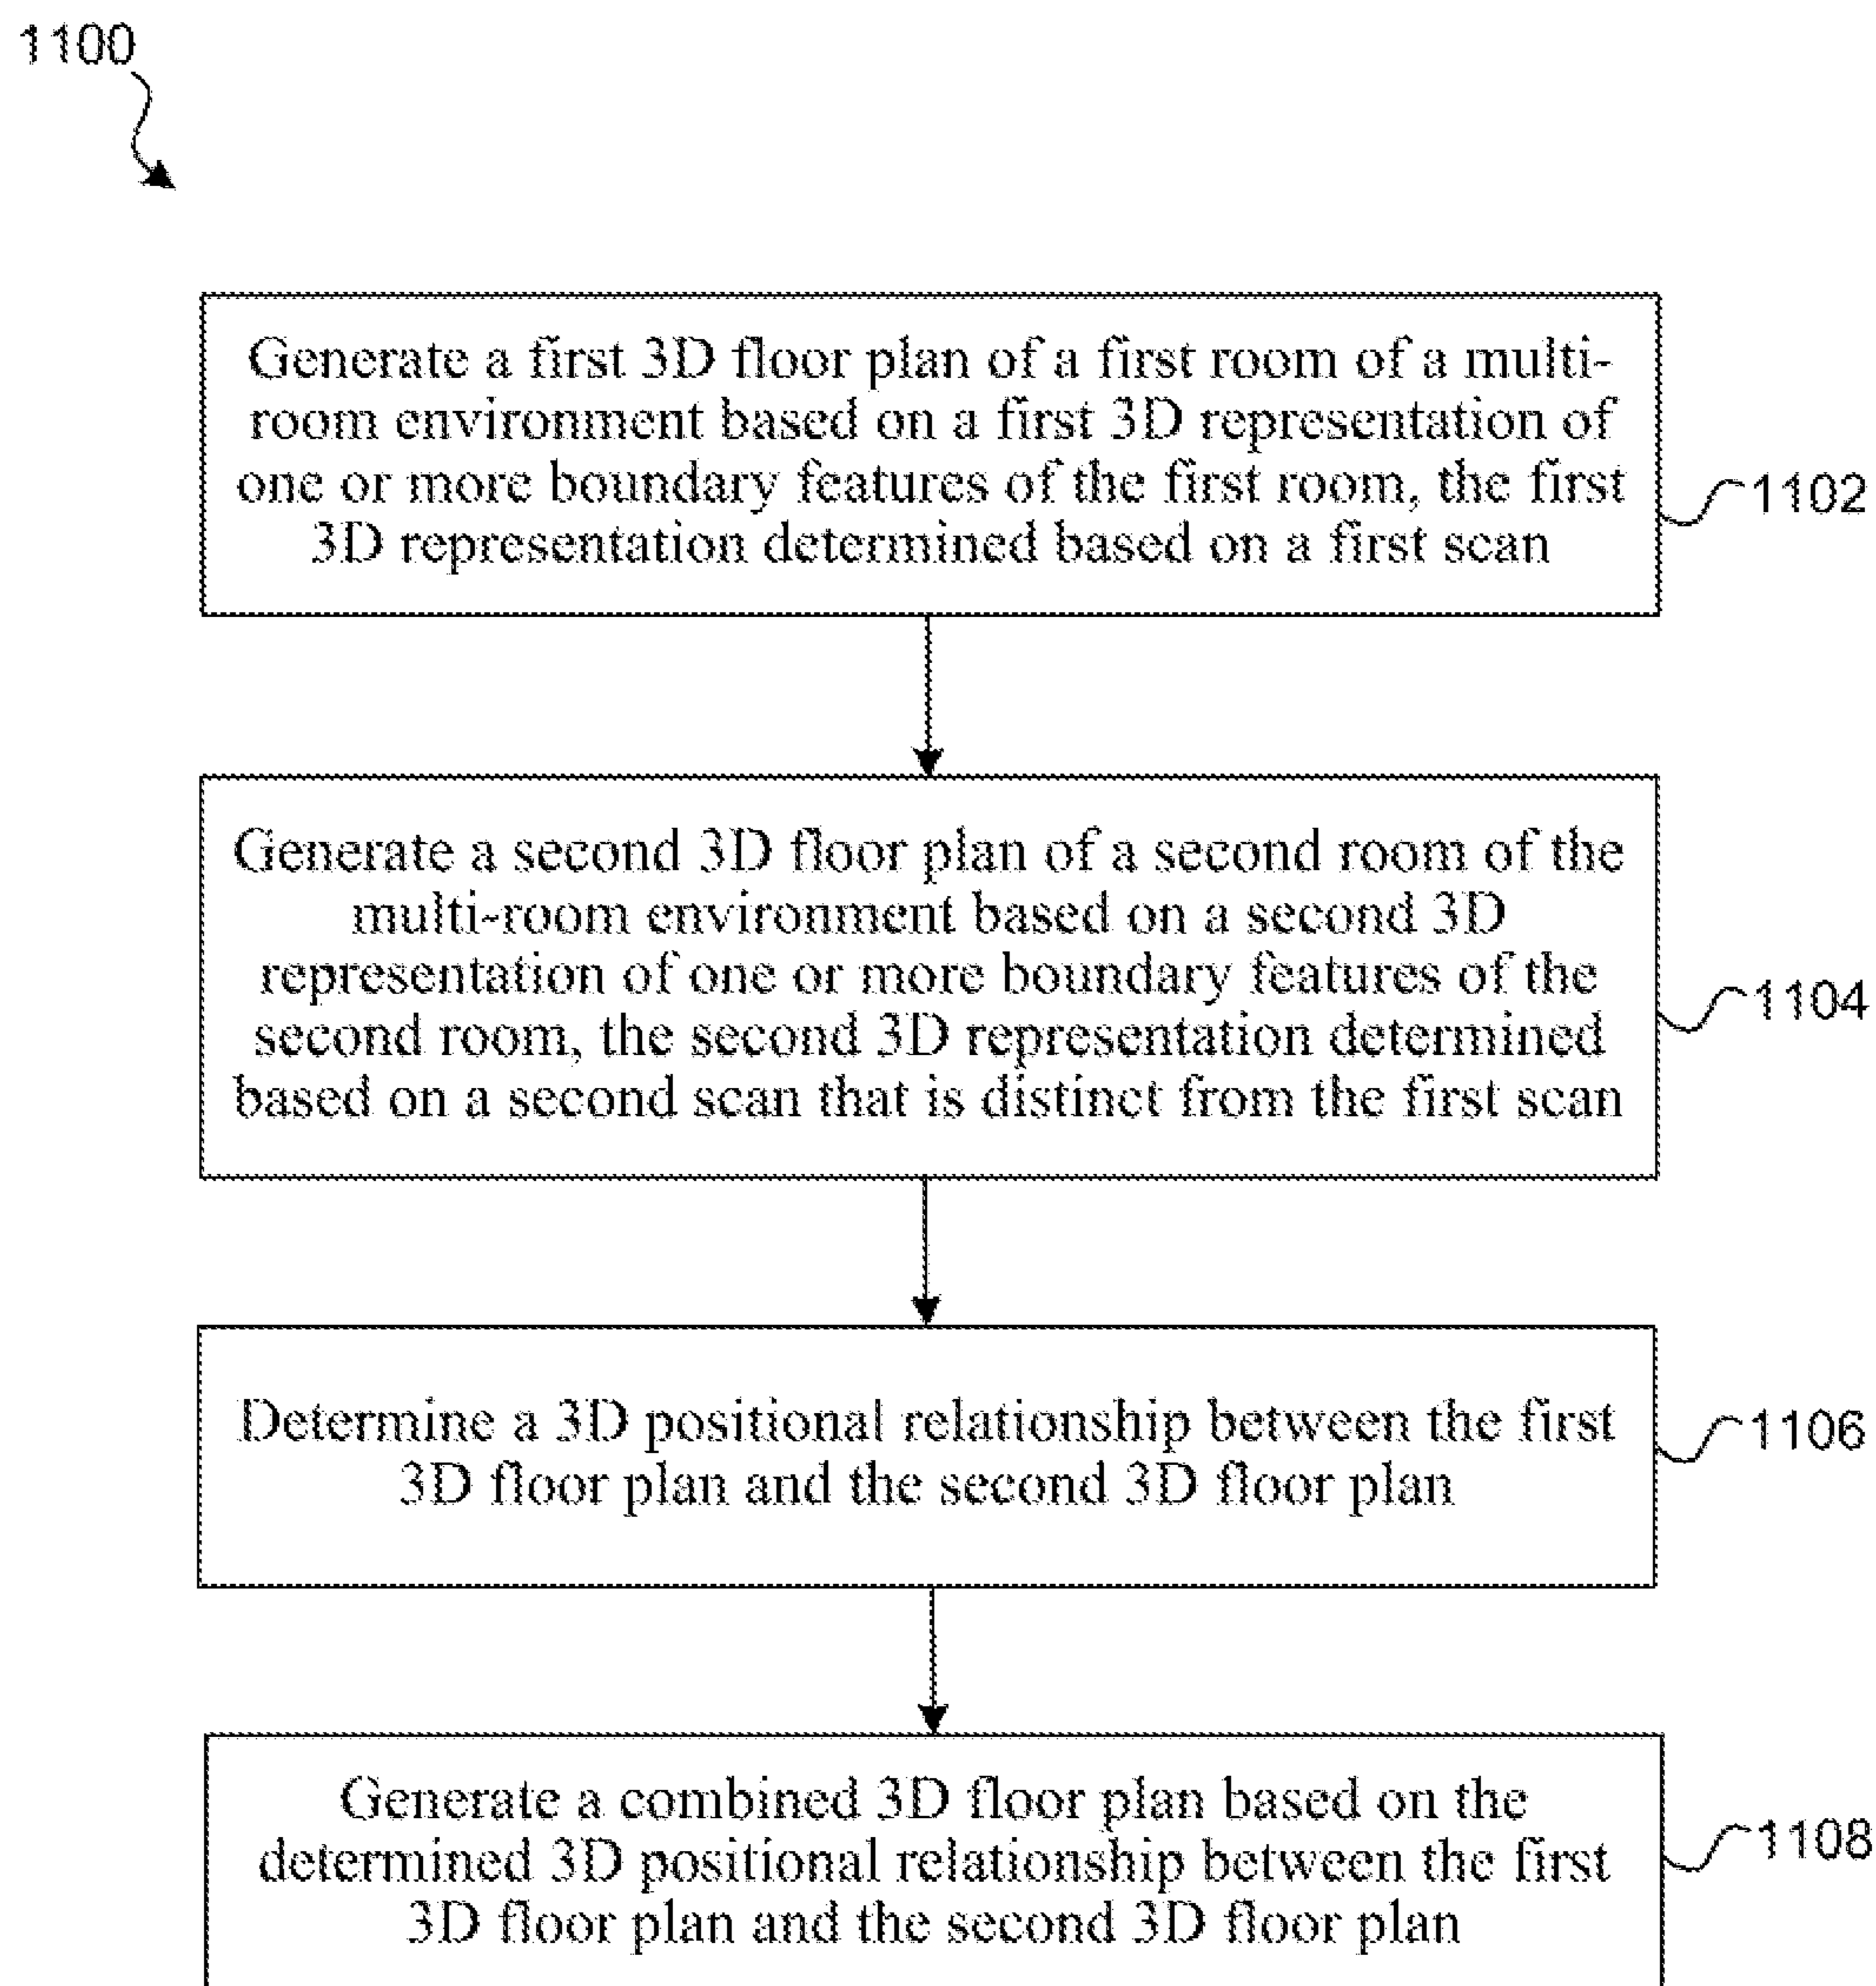 1100
Generate a first 3D floor plan of a first room of a multi-
room environment based on a first 3D representation of
one or more boundary features of the first room, the first
3D representation determined based on a first scan
1102
Generate a second 3D floor plan of a second room of the
multi-room environment based on a second 3D
representation of one or more boundary features of the
second room, the second 3D representation determined
based on a second scan that is distinct from the first scan
1104
Determine a 3D positional relationship between the first
3D floor plan and the second 3D floor plan
1106
Generate a combined 3D floor plan based on the
determined 3D positional relationship between the first
3D floor plan and the second 3D floor plan
1108